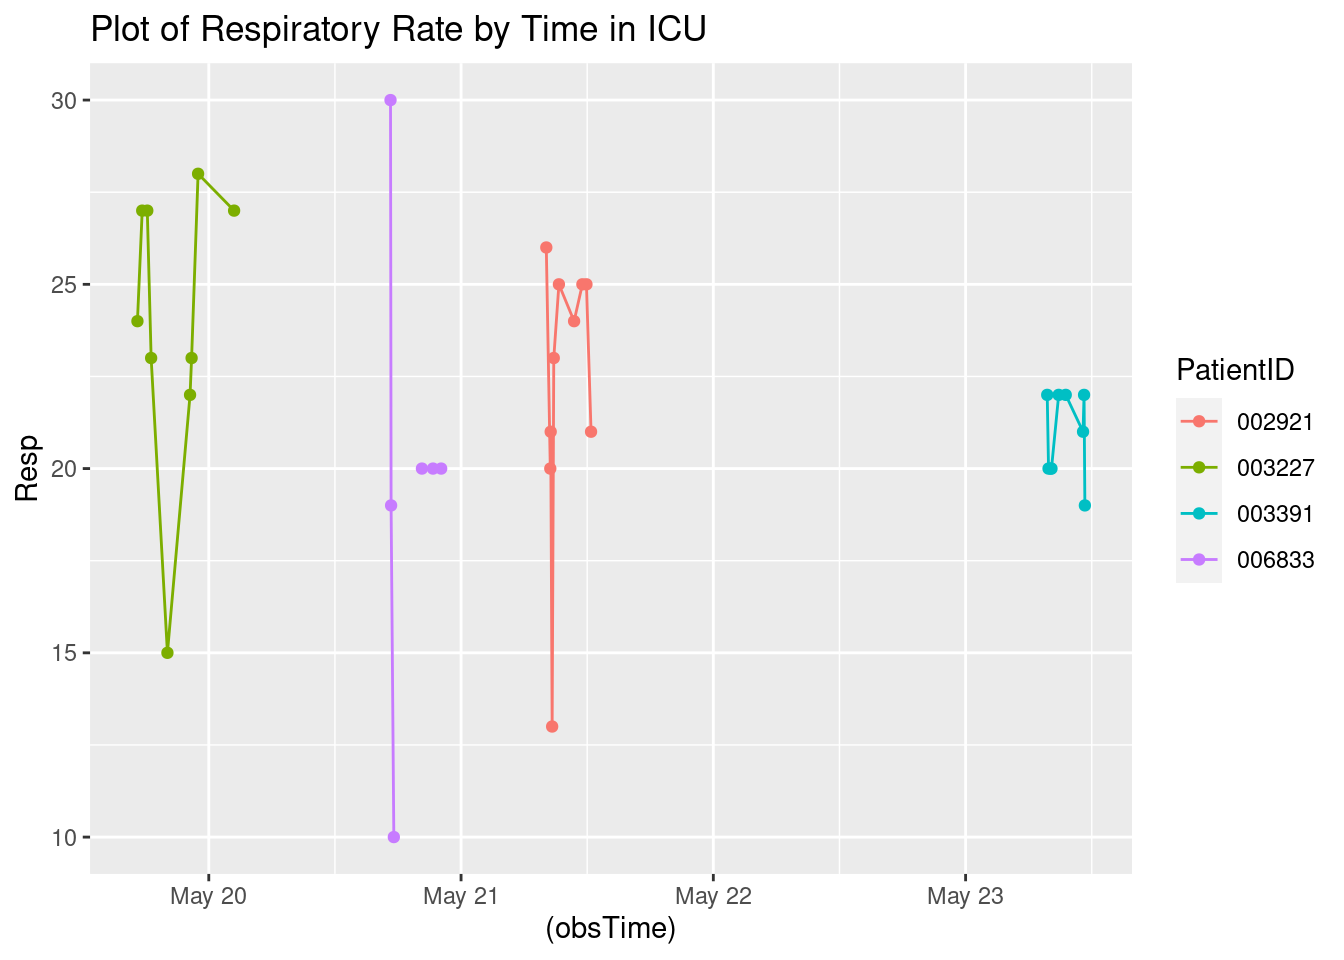 Plot of Respiratory Rate by Time in ICU
30
25
20
15
10
Resp
May 20
May 21
May 22
May 23
(obsTime)
PatientID
002921
003227
003391
006833